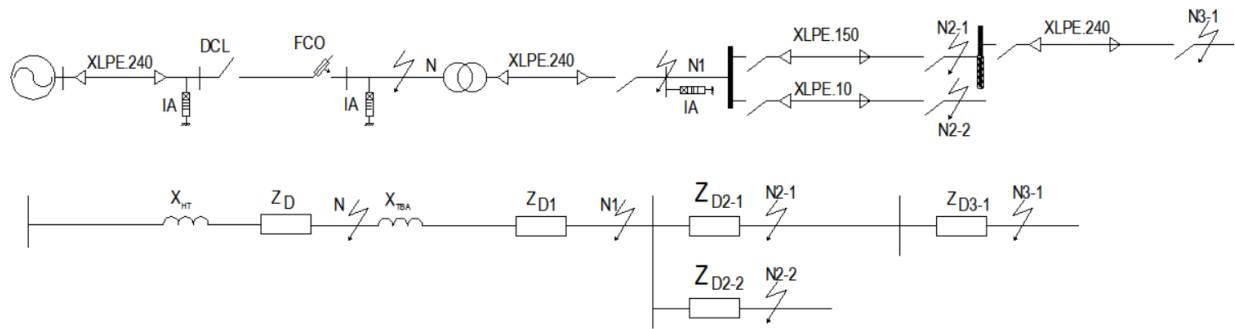 XLPE.240
DCL
FCO
IA
IA
N
XLPE.240
N1
IA
XLPE.150
N2-1
XLPE.10
N2-2
XLPE.240
N3-1
XHT
ZD
N
XTBA
ZD1
N1
ZD2-1
N2-1
ZD3-1
N3-1
ZD2-2
N2-2